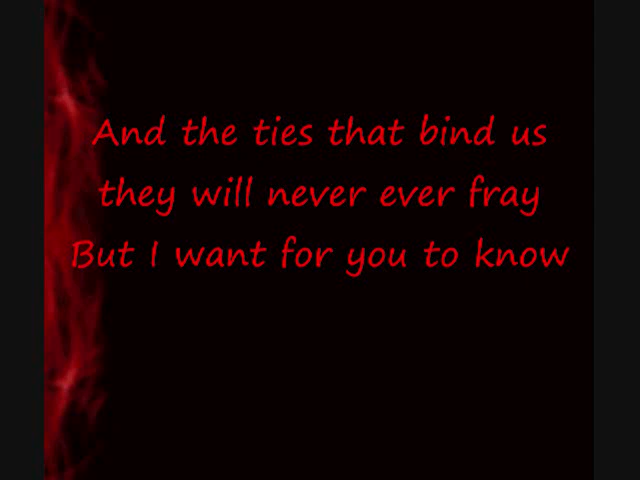 And the ties that bind us
they will never ever fray
But I want for you to know